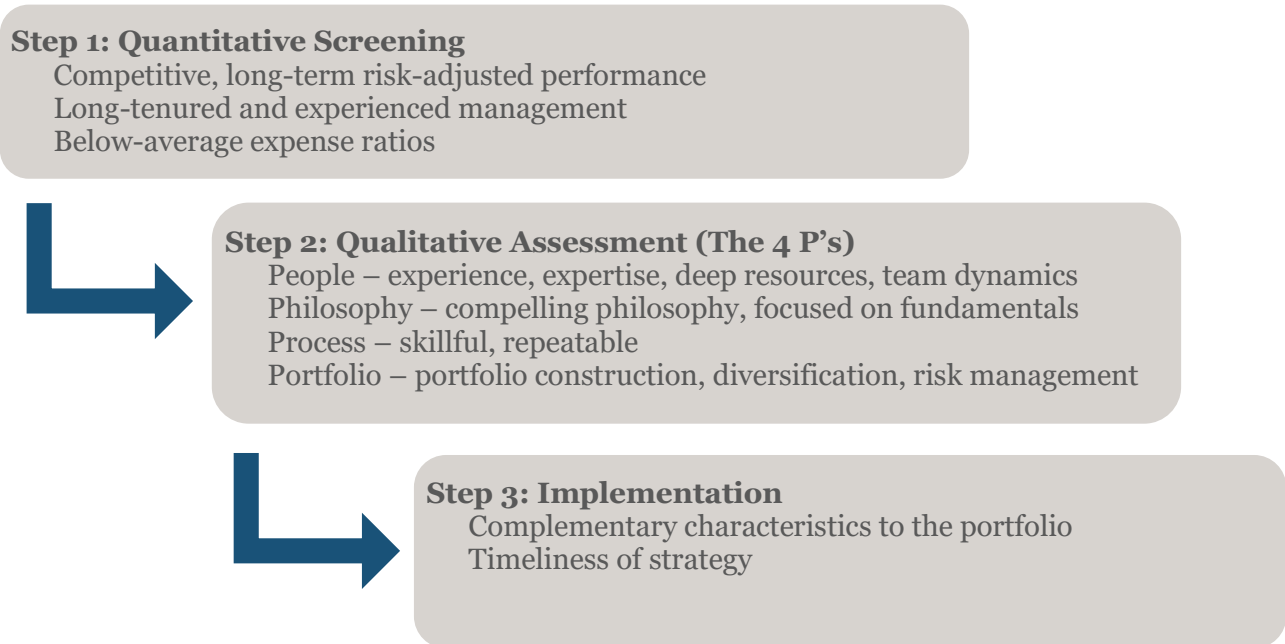 Step 1: Quantitative Screening
Competitive, long-term risk-adjusted performance
Long-tenured and experienced management
Below-average expense ratios
Step 2: Qualitative Assessment (The 4 P’s)
People – experience, expertise, deep resources, team dynamics
Philosophy – compelling philosophy, focused on fundamentals
Process – skillful, repeatable
Portfolio – portfolio construction, diversification, risk management
Step 3: Implementation
Complementary characteristics to the portfolio
Timeliness of strategy